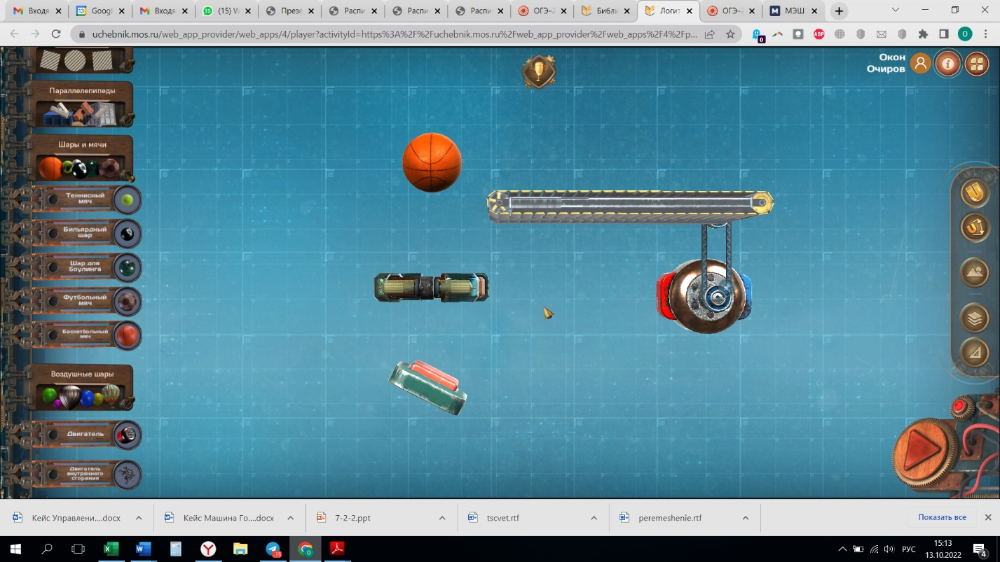 Входя
Googl
Входя
(15) W
Презе
Распи
Распи
Распи
ОГЭ-2
Библи
Логит
ОГЭ-2
МЭШ
uchebnik.mos.ru/web_app_provider/web_apps/4/player?activityId=https%3A%2F%2Fuchebnik.mos.ru%2Fweb_app_provider%2Fweb_apps%2F4%2Fp...
0
ABP
O
Окон
Очиров
Параллелепипеды
Шары и мячи
Теннисный
мяч
Бильярдный
шар
Шар для
боулинга
Футбольный
мяч
Баскетбольный
мяч
Воздушные шары
Двигатель
Двигатель
внутреннего
сгорания
Кейс Управлени....docx
Кейс Машина Го....docx
7-2-2.ppt
tscvet.rtf
peremeshenie.rtf
Показать все
РУС
15:13
13.10.2022
4